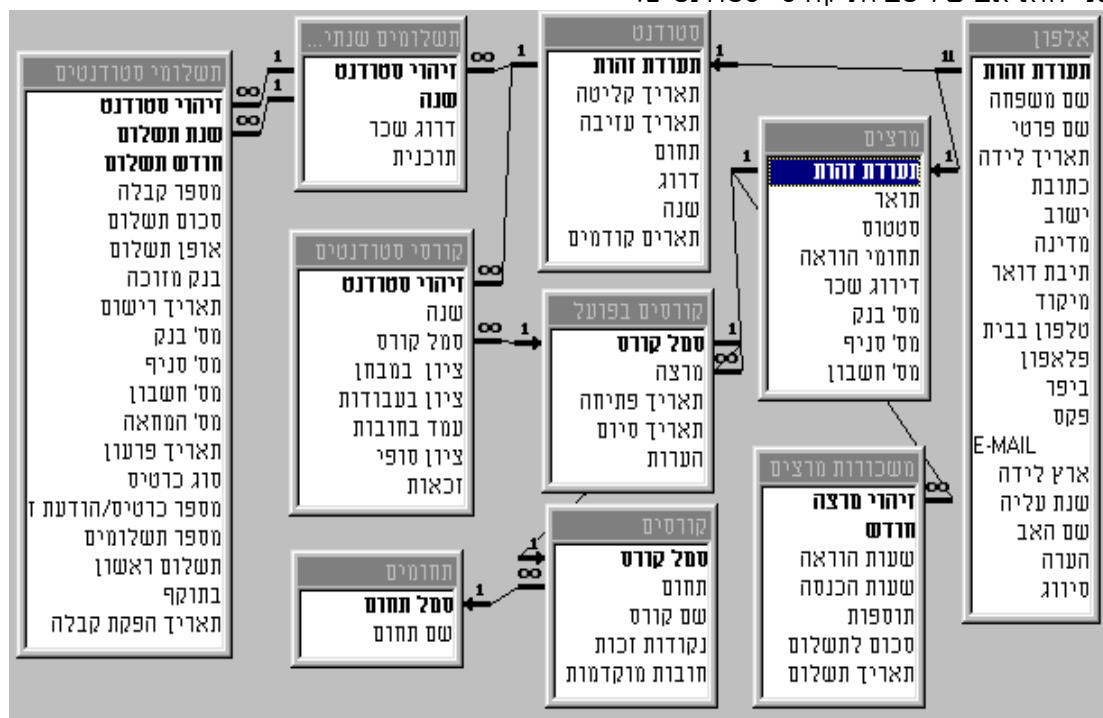 אלפון
תעודת זהות
שם משפחה
שם פרטי
תאריך לידה
כתובת
ישוב
מדינה
תיבת דואר
מיקוד
טלפון בבית
פלאפון
ביפר
פקס
E-MAIL
ארץ לידה
שנת עליה
שם האב
הערה
סיווג
מרצים
תעודת זהות
תואר
סטטוס
תחומי הוראה
דירוג שכר
מס' בנק
מס' סניף
מס' חשבון
משכורות מרצים
זיהוי מרצה
חודש
שעות הוראה
שעות הכנסה
תוספות
סכום לתשלום
תאריך תשלום
סטודנט
תעודת זהות
תאריך קליטה
תאריך עזיבה
תחום
דרוג
שנה
תארים קודמים
קורסים בפועל
סמל קורס
מרצה
תאריך פתיחה
תאריך סיום
הערות
קורסים
סמל קורס
תחום
שם קורס
נקודות זכות
חובות מוקדמות
תשלומים שנתי...
זיהוי סטודנט
שנה
דרוג שכר
תוכנית
קורסי סטודנטים
זיהוי סטודנט
שנה
סמל קורס
ציון במבחן
ציון בעבודות
עמד בחובות
ציון סופי
זכאות
תחומים
סמל תחום
שם תחום
תשלומי סטודנטים
זיהוי סטודנט
שנת תשלום
חודש תשלום
מספר קבלה
סכום תשלום
אופן תשלום
בנק מזוכה
תאריך רישום
מס' בנק
מס' סניף
מס' חשבון
מס' המחאה
תאריך פרעון
סוג כרטיס
מספר כרטיס/הודעת ז
מספר תשלומים
תשלום ראשון
בתוקף
תאריך הפקת קבלה